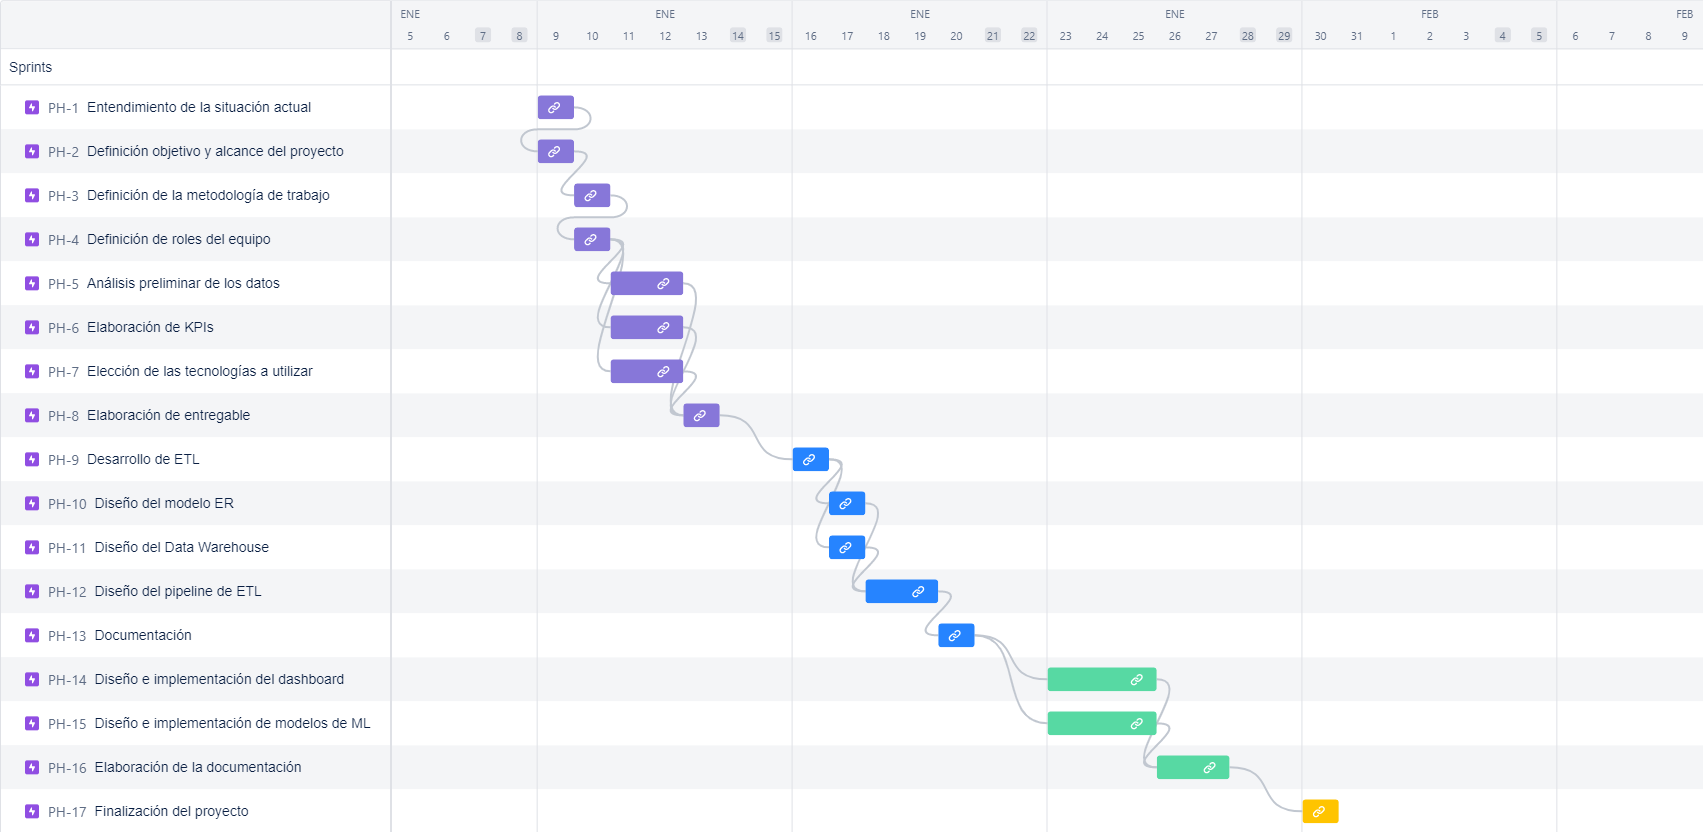 ENE ENE ENE ENE FEB FEB
5 6 7 8 9 10 11 12 13 14 15 16 17 18 19 20 21 22 23 24 25 26 27 28 29 30 31 1 2 3 4 5 6 7 8 9
Sprints
PH-1 Entendimiento de la situación actual
PH-2 Definición objetivo y alcance del proyecto
PH-3 Definición de la metodología de trabajo
PH-4 Definición de roles del equipo
PH-5 Análisis preliminar de los datos
PH-6 Elaboración de KPIs
PH-7 Elección de las tecnologías a utilizar
PH-8 Elaboración de entregable
PH-9 Desarrollo de ETL
PH-10 Diseño del modelo ER
PH-11 Diseño del Data Warehouse
PH-12 Diseño del pipeline de ETL
PH-13 Documentación
PH-14 Diseño e implementación del dashboard
PH-15 Diseño e implementación de modelos de ML
PH-16 Elaboración de la documentación
PH-17 Finalización del proyecto